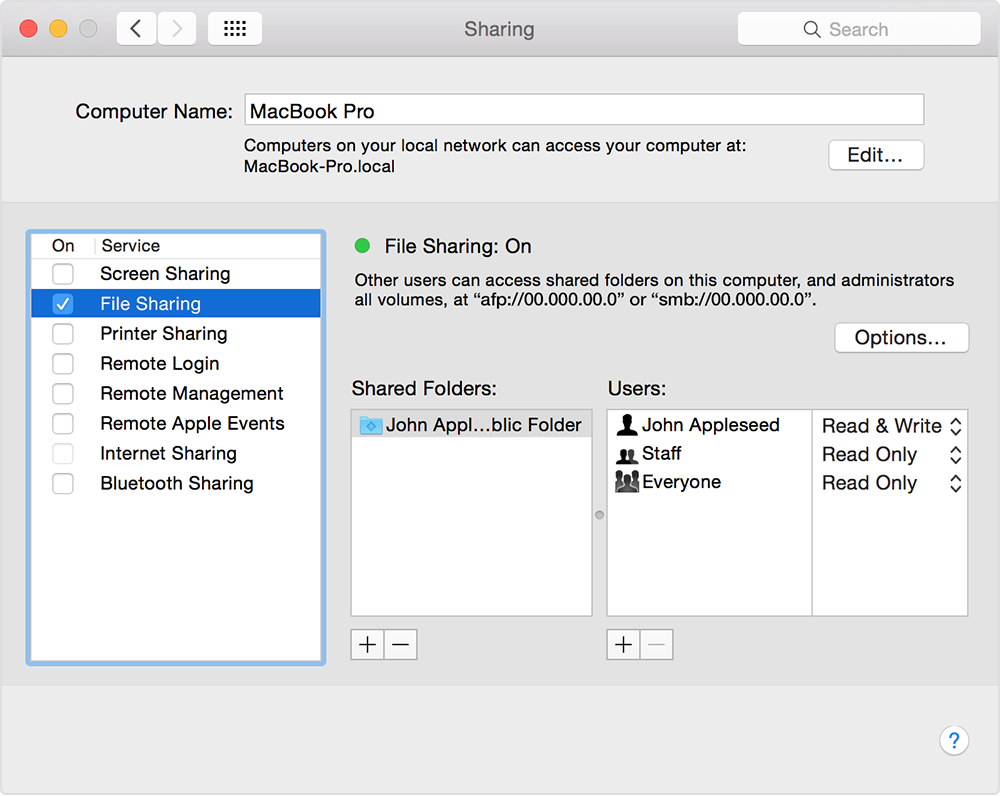 Sharing
Search
Computer Name: MacBook Pro
Computers on your local network can access your computer at:
MacBook-Pro.local
Edit...
On Service
Screen Sharing
File Sharing
Printer Sharing
Remote Login
Remote Management
Remote Apple Events
Internet Sharing
Bluetooth Sharing
File Sharing: On
Other users can access shared folders on this computer, and administrators
all volumes, at “afp://00.000.00.0” or “smb://00.000.00.0”.
Options...
Shared Folders:
John Appl...blic Folder
Users:
John Appleseed Read & Write
Staff Read Only
Everyone Read Only
?